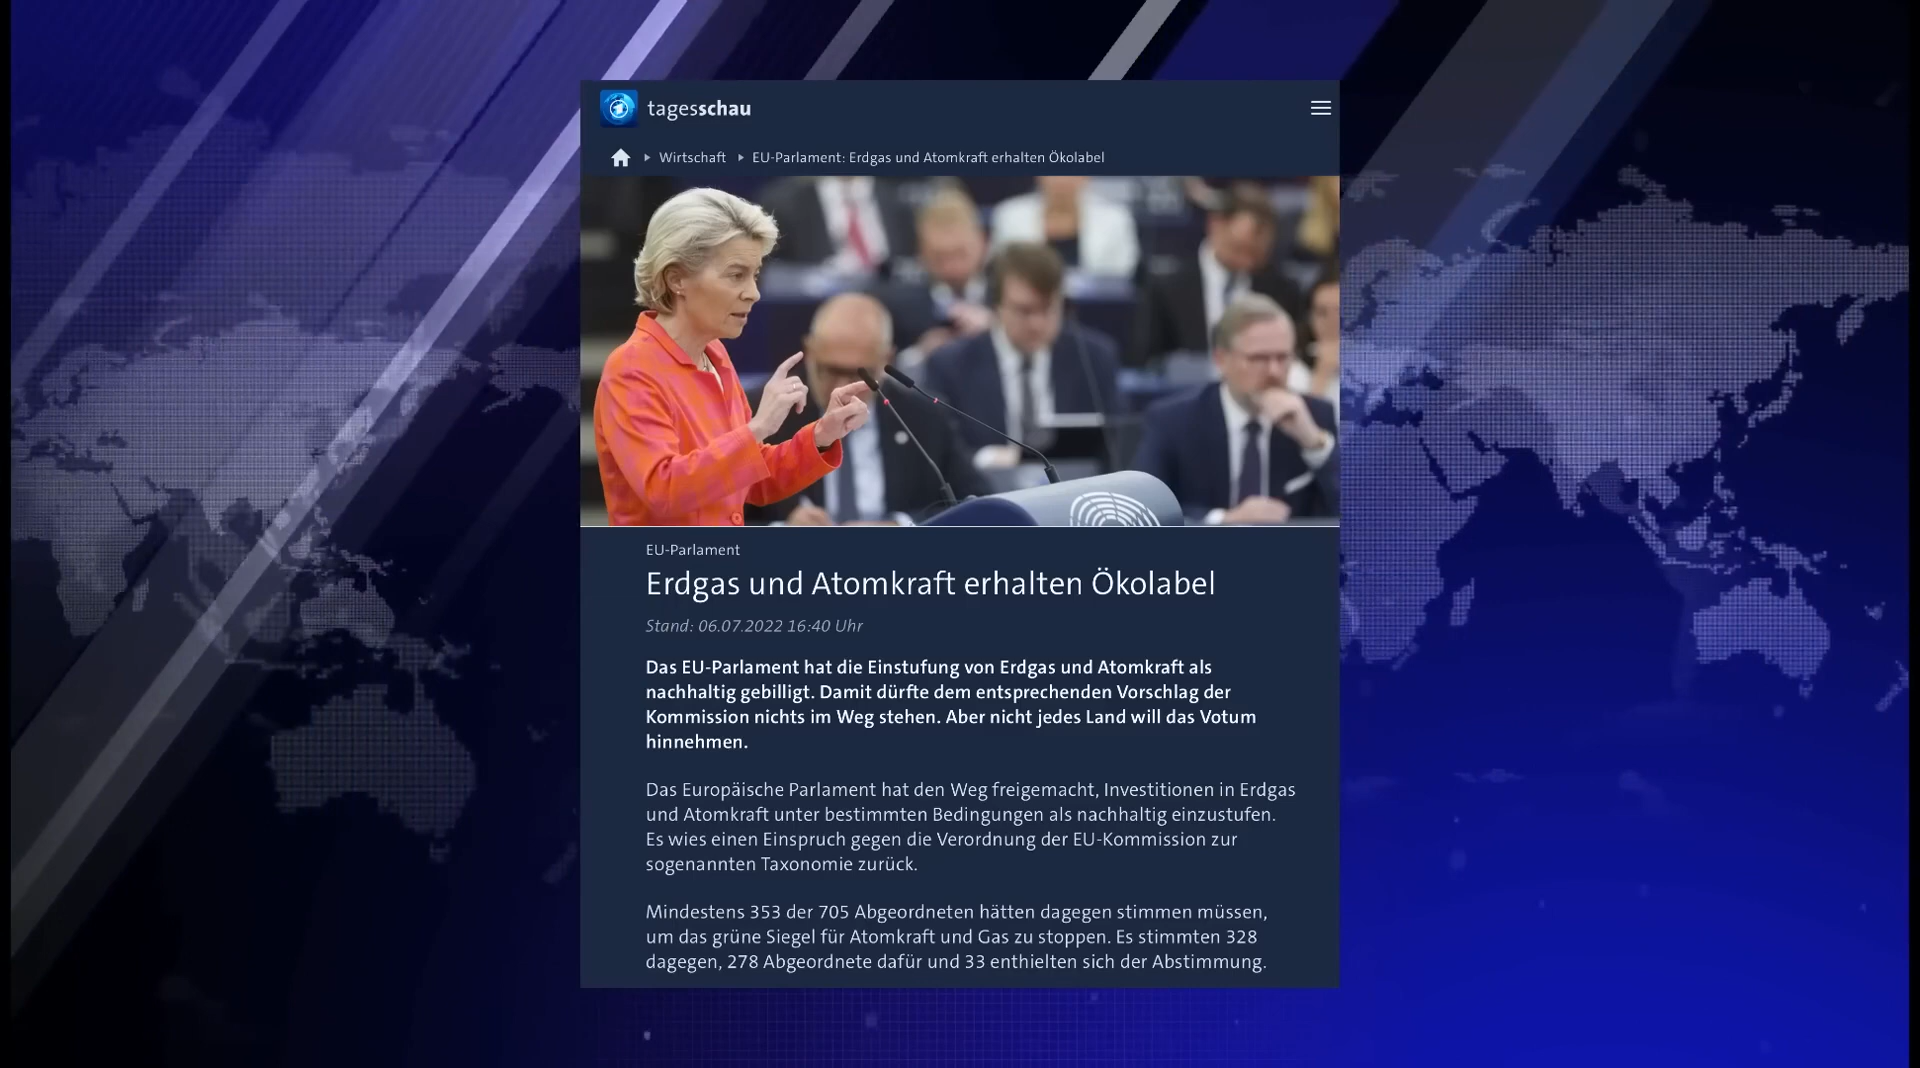 tagesschau
Wirtschaft EU-Parlament: Erdgas und Atomkraft erhalten Ökolabel
EU-Parlament
Erdgas und Atomkraft erhalten Ökolabel
Stand: 06.07.2022 16:40 Uhr
Das EU-Parlament hat die Einstufung von Erdgas und Atomkraft als
nachhaltig gebilligt. Damit dürfte dem entsprechenden Vorschlag der
Kommission nichts im Weg stehen. Aber nicht jedes Land will das Votum
hinnehmen.
Das Europäische Parlament hat den Weg freigemacht, Investitionen in Erdgas
und Atomkraft unter bestimmten Bedingungen als nachhaltig einzustufen.
Es wies einen Einspruch gegen die Verordnung der EU-Kommission zur
sogenannten Taxonomie zurück.
Mindestens 353 der 705 Abgeordneten hätten dagegen stimmen müssen,
um das grüne Siegel für Atomkraft und Gas zu stoppen. Es stimmten 328
dagegen, 278 Abgeordnete dafür und 33 enthielten sich der Abstimmung.